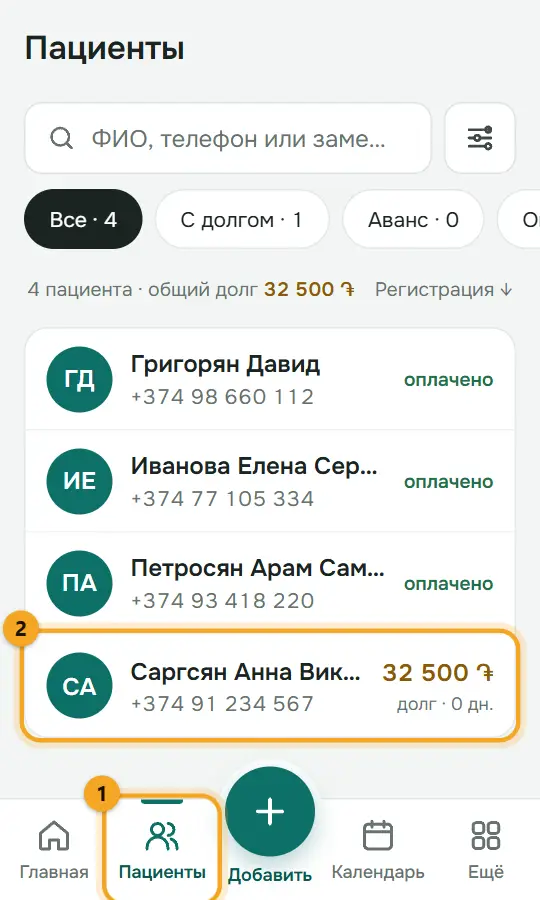 Пациенты
ФИО, телефон или заме...
Все · 4
С долгом · 1
Аванс · 0
4 пациента · общий долг 32 500 ֏
Регистрация ↓
ГД
Григорян Давид
+374 98 660 112
оплачено
ИЕ
Иванова Елена Сер...
+374 77 105 334
оплачено
ПА
Петросян Арам Сам...
+374 93 418 220
оплачено
2
СА
Саргсян Анна Вик...
+374 91 234 567
32 500 ֏
долг · 0 дн.
1
Главная
Пациенты
Добавить
Календарь
Ещё